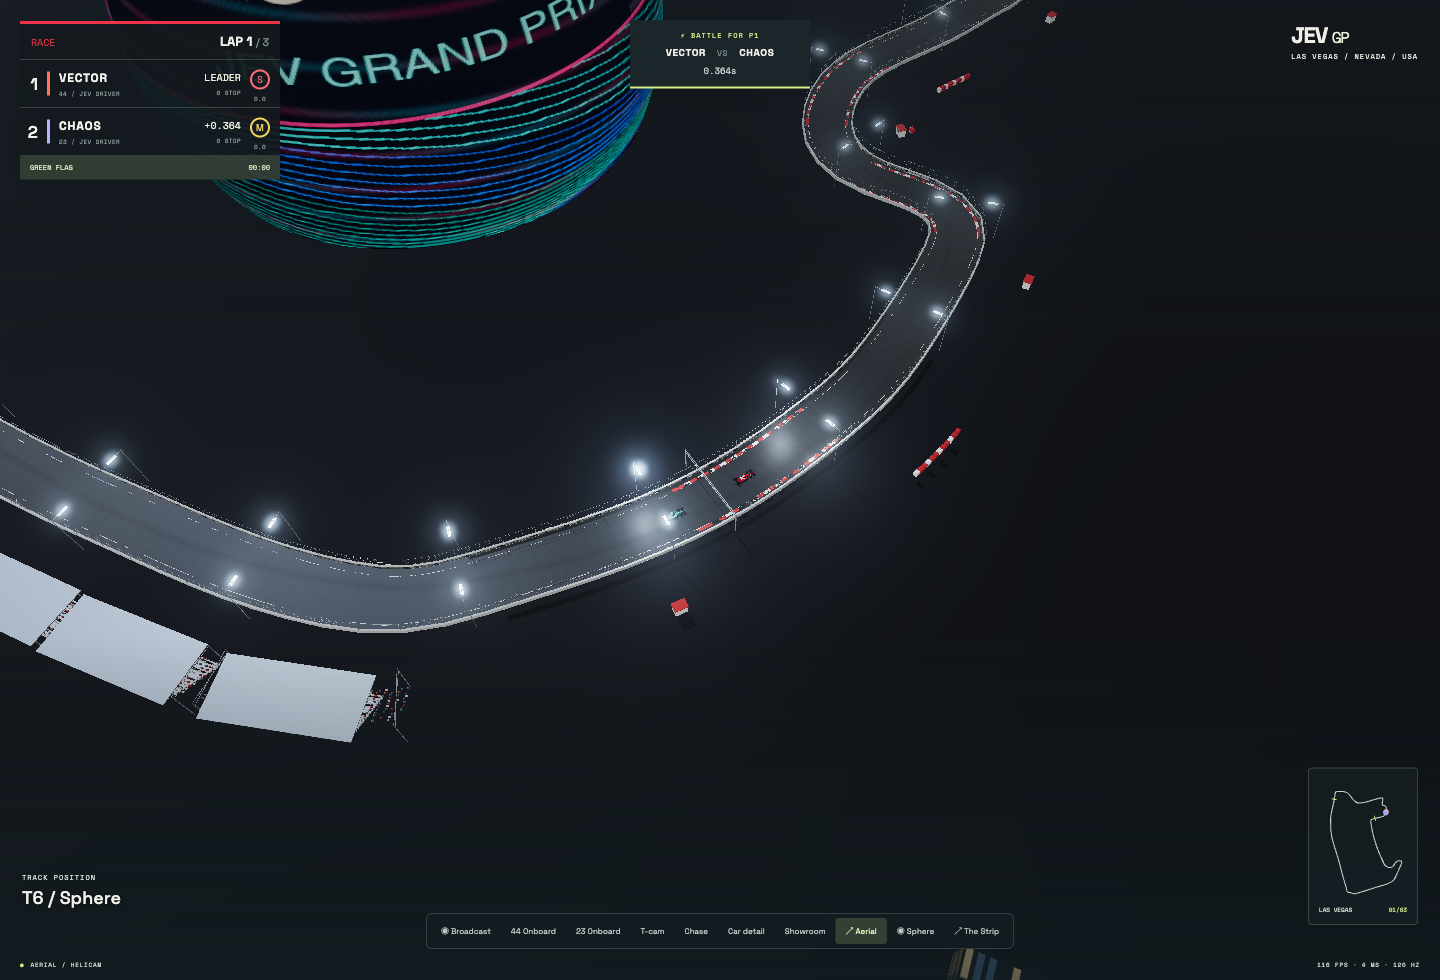 RACE
LAP 1 / 3
1 VECTOR LEADER S
44 / JEV DRIVER 0 STOP 0.0
2 CHAOS +0.364 M
23 / JEV DRIVER 0 STOP 0.0
GREEN FLAG 00:00
V GRAND PRI
⚡ BATTLE FOR P1
VECTOR VS CHAOS
0.364s
JEV GP
LAS VEGAS / NEVADA / USA
TRACK POSITION
T6 / Sphere
LAS VEGAS 01/03
◉ Broadcast 44 Onboard 23 Onboard T-cam Chase Car detail Showroom ↗ Aerial ◉ Sphere ↗ The Strip
AERIAL / HELICAM
116 FPS · 4 MS · 120 HZ